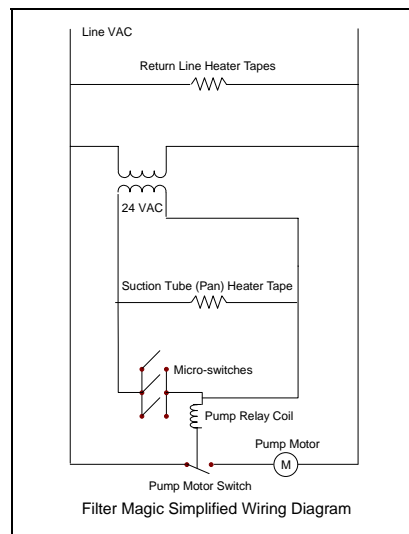 Line VAC
Return Line Heater Tapes
24 VAC
Suction Tube (Pan) Heater Tape
Micro-switches
Pump Relay Coil
Pump Motor
M
Pump Motor Switch
Filter Magic Simplified Wiring Diagram